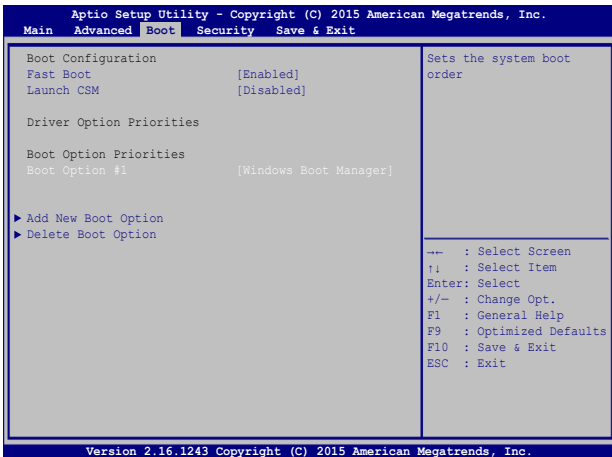 Aptio Setup Utility - Copyright (C) 2015 American Megatrends, Inc.
Main Advanced Boot Security Save & Exit
Boot Configuration
Fast Boot [Enabled]
Launch CSM [Disabled]
Driver Option Priorities
Boot Option Priorities
Boot Option #1 [Windows Boot Manager]
▶ Add New Boot Option
▶ Delete Boot Option
Sets the system boot
order
→← : Select Screen
↑↓ : Select Item
Enter: Select
+/— : Change Opt.
F1 : General Help
F9 : Optimized Defaults
F10 : Save & Exit
ESC : Exit
Version 2.16.1243 Copyright (C) 2015 American Megatrends, Inc.